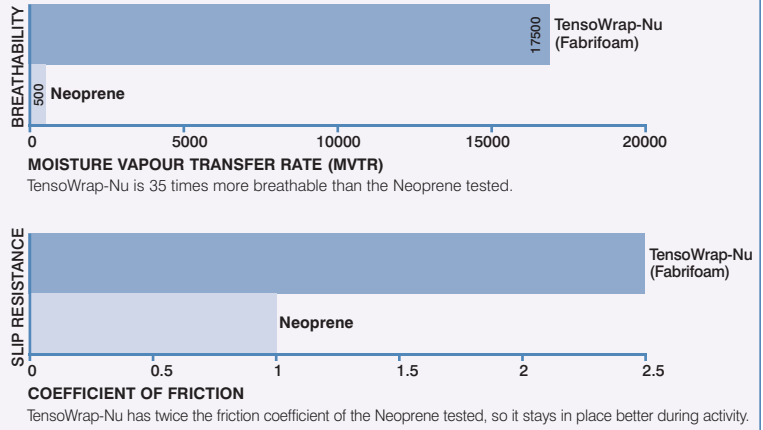 BREATHABILITY
17500
TensoWrap-Nu
(Fabrifoam)
500
Neoprene
0 5000 10000 15000 20000
MOISTURE VAPOUR TRANSFER RATE (MVTR)
TensoWrap-Nu is 35 times more breathable than the Neoprene tested.
SLIP RESISTANCE
TensoWrap-Nu
(Fabrifoam)
Neoprene
0 0.5 1 1.5 2 2.5
COEFFICIENT OF FRICTION
TensoWrap-Nu has twice the friction coefficient of the Neoprene tested, so it stays in place better during activity.